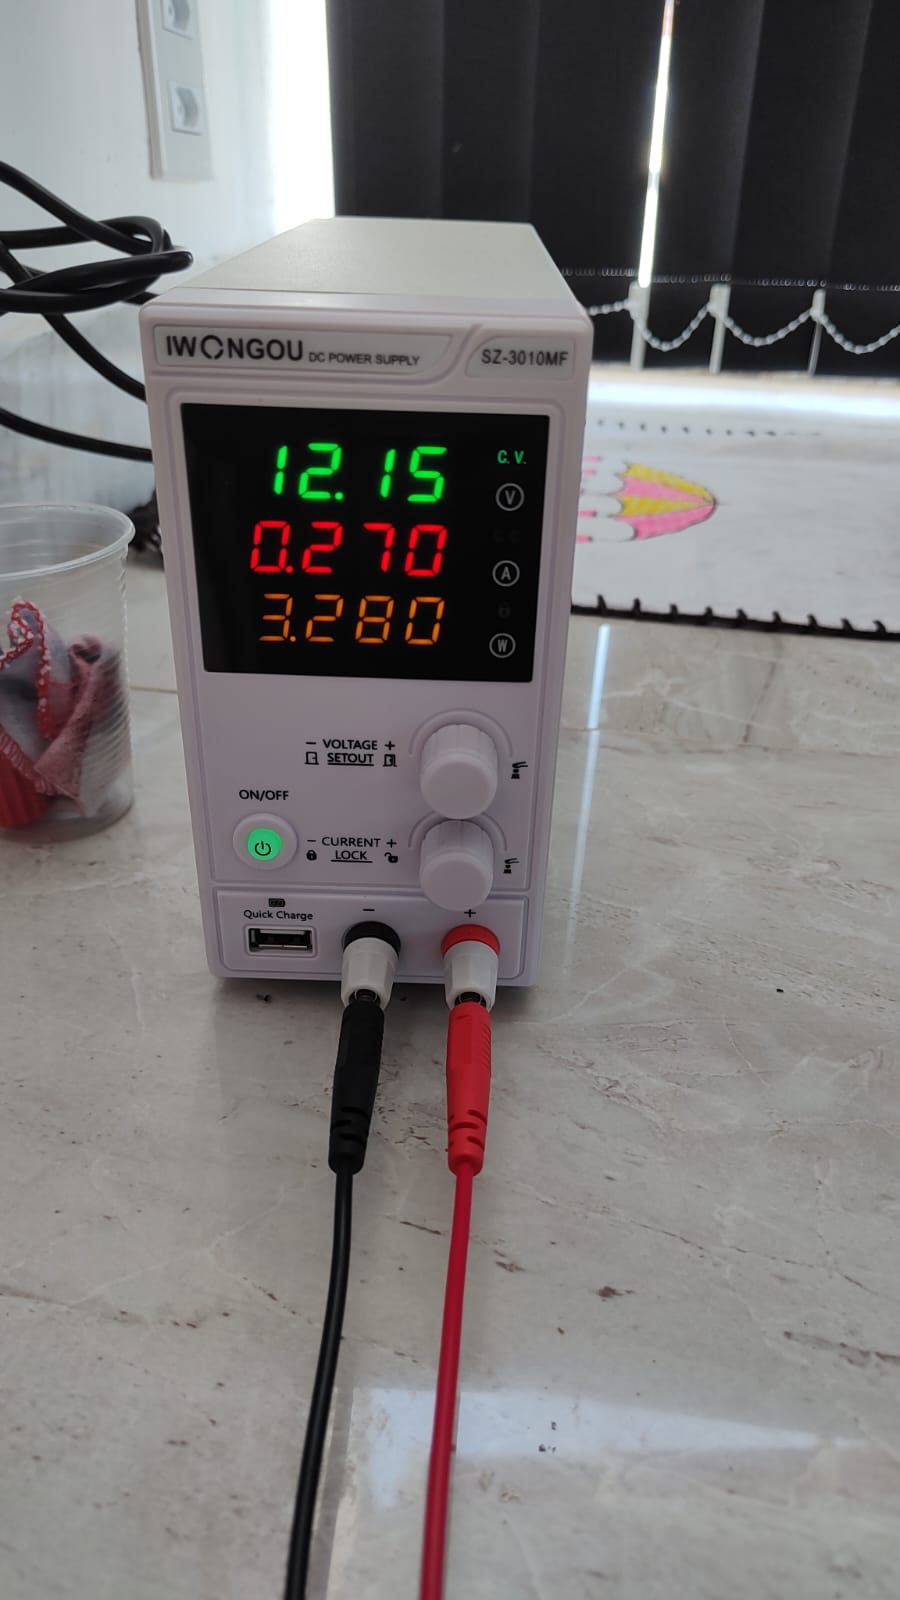 IWONGOU DC POWER SUPPLY SZ-3010MF
12.15 C.V.
V
0.270 C.C
A
3.280
W
− VOLTAGE +
SETOUT
ON/OFF
− CURRENT +
LOCK
Quick Charge
− +